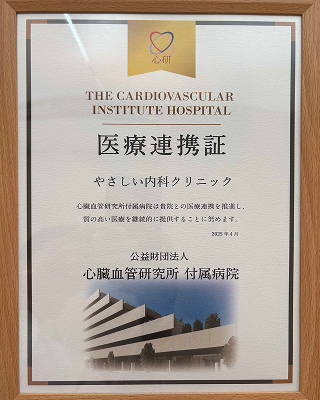 心研
THE CARDIOVASCULAR
INSTITUTE HOSPITAL
医療連携証
やさしい内科クリニック
心臓血管研究所付属病院は貴院との医療連携を推進し、
質の高い医療を継続的に提供することに努めます。
2025年4月
公益財団法人
心臓血管研究所 付属病院